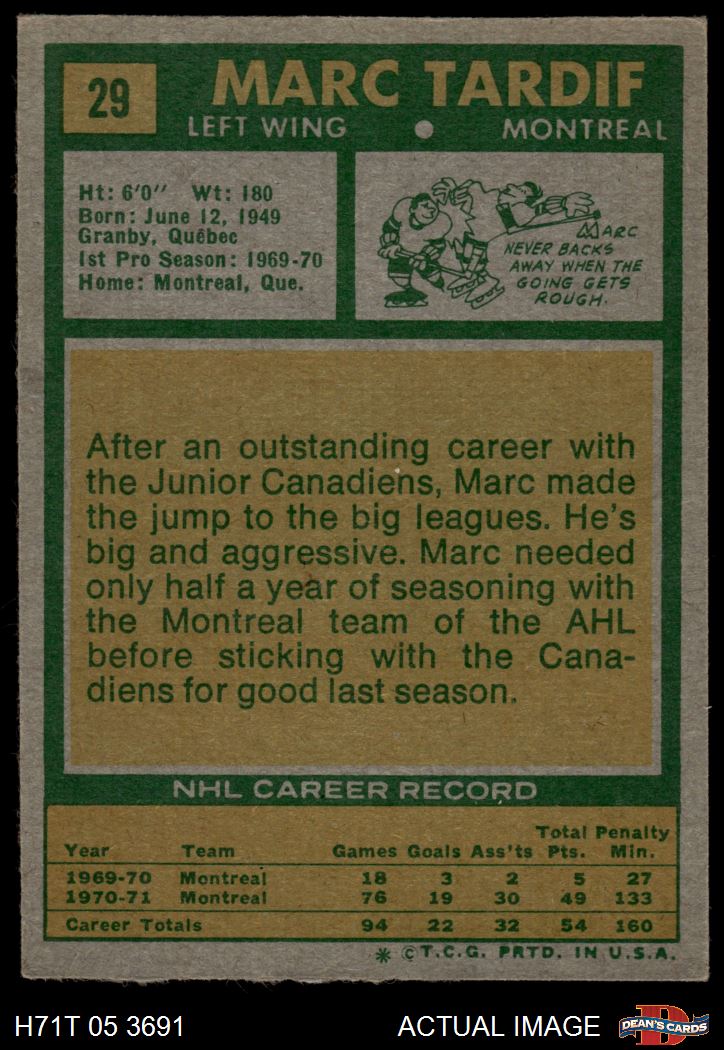 29
MARC TARDIF
LEFT WING ● MONTREAL
Ht: 6'0" Wt: 180
Born: June 12, 1949
Granby, Quêbec
1st Pro Season: 1969-70
Home: Montreal, Que.
MARC
NEVER BACKS
AWAY WHEN THE
GOING GETS
ROUGH.
After an outstanding career with
the Junior Canadiens, Marc made
the jump to the big leagues. He's
big and aggressive. Marc needed
only half a year of seasoning with
the Montreal team of the AHL
before sticking with the Cana-
diens for good last season.
NHL CAREER RECORD
Total Penalty
Year Team Games Goals Ass'ts Pts. Min.
1969-70 Montreal 18 3 2 5 27
1970-71 Montreal 76 19 30 49 133
Career Totals 94 22 32 54 160
* © T.C.G. PRTD. IN U.S.A.
H71T 05 3691 ACTUAL IMAGE D DEAN'S CARDS